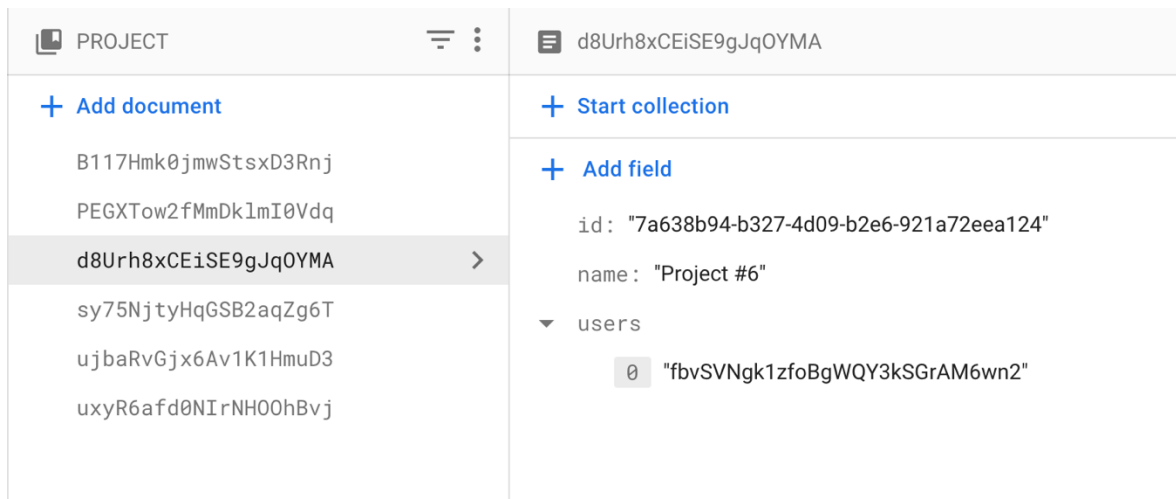 PROJECT
Add document
B117Hmk0jmwStsxD3Rnj
PEGXTow2fMmDklmI0Vdq
d8Urh8xCEiSE9gJqOYMA
sy75NjtyHqGSB2aqZg6T
ujbaRvGjx6Av1K1HmuD3
uxyR6afd0NIrNHOOhBvj
d8Urh8xCEiSE9gJqOYMA
Start collection
Add field
id: "7a638b94-b327-4d09-b2e6-921a72eea124"
name: "Project #6"
users
0 "fbvSVNgk1zfoBgWQY3kSGrAM6wn2"